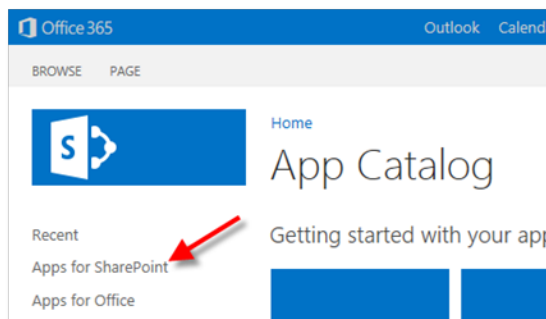 Office 365
Outlook Calend
BROWSE PAGE
S
Home
App Catalog
Recent
Getting started with your app
Apps for SharePoint
Apps for Office